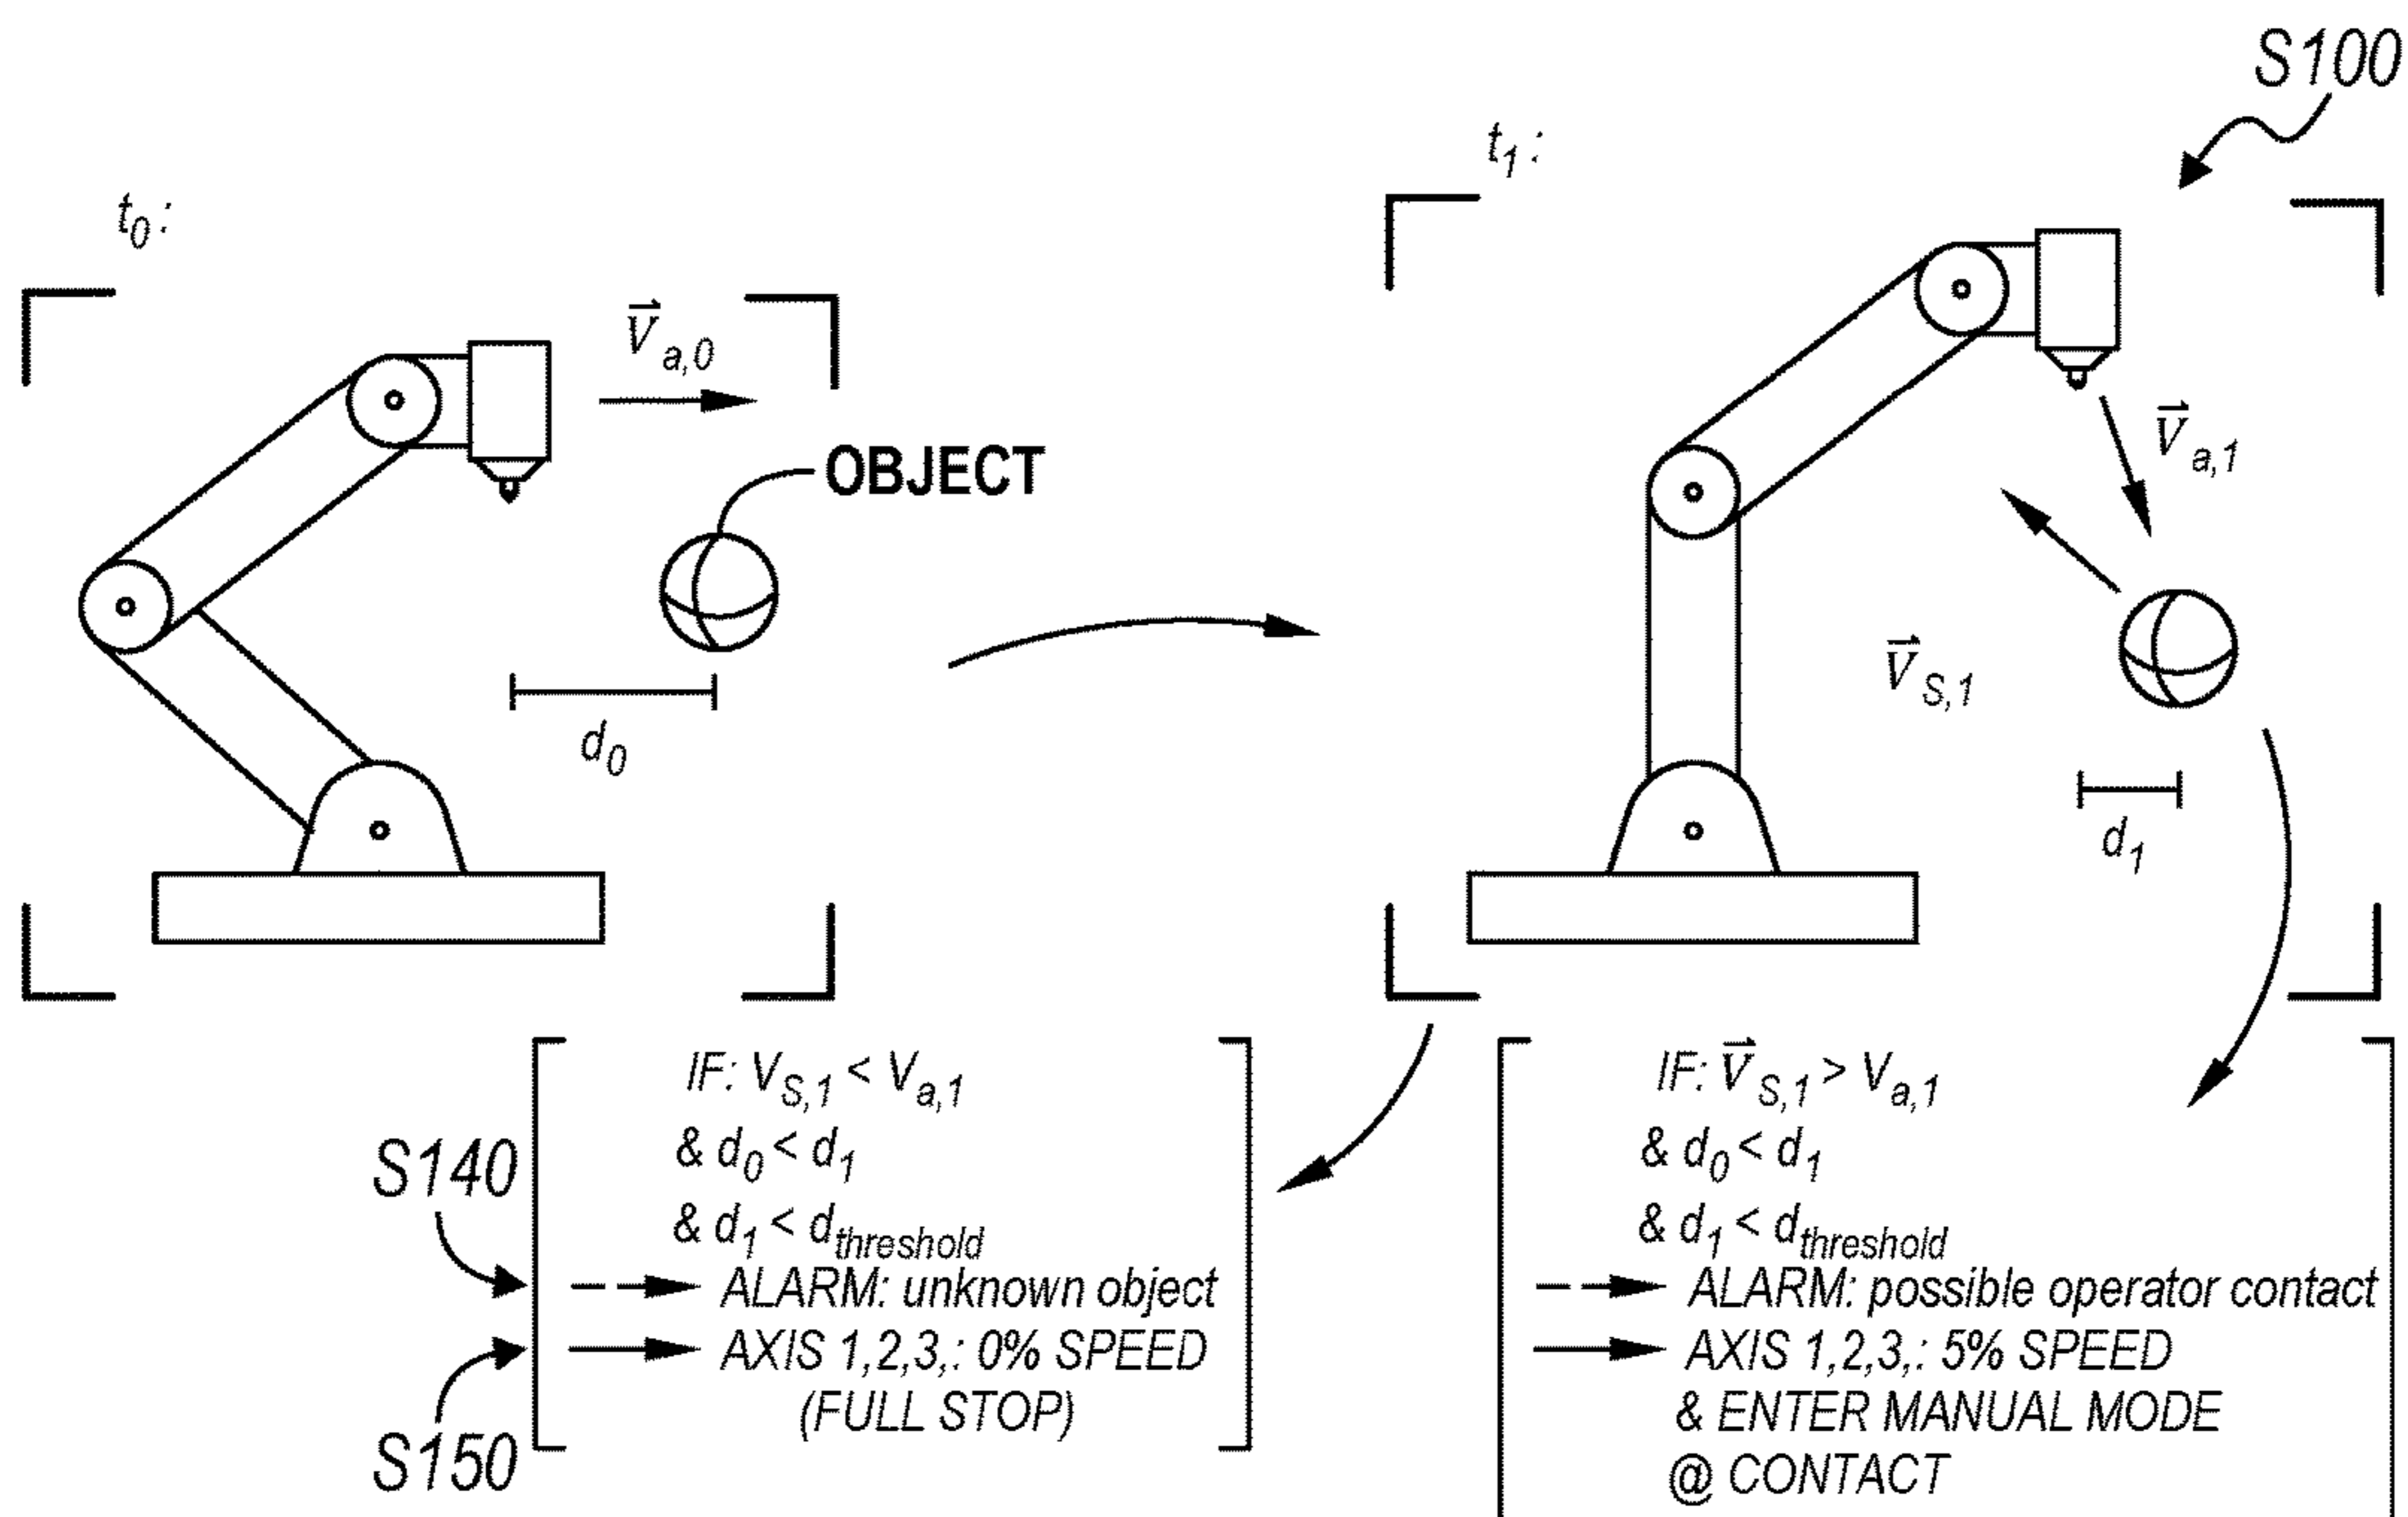 S100
t0:
t1:
V⃗a,0
OBJECT
d0
V⃗a,1
V⃗S,1
d1
IF: VS,1 < Va,1
& d0 < d1
& d1 < dthreshold
ALARM: unknown object
AXIS 1,2,3,: 0% SPEED
(FULL STOP)
S140
S150
IF: V⃗S,1 > Va,1
& d0 < d1
& d1 < dthreshold
ALARM: possible operator contact
AXIS 1,2,3,: 5% SPEED
& ENTER MANUAL MODE
@ CONTACT